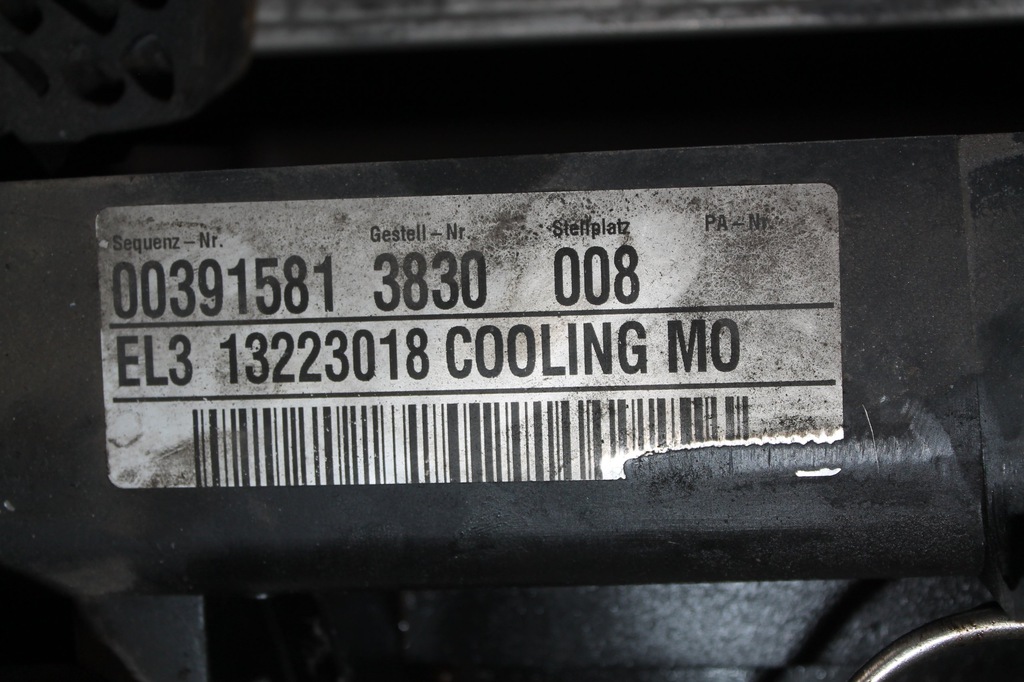 Sequenz-Nr. Gestell-Nr. Stellplatz PA-Nr.
00391581 3830 008
EL3 13223018 COOLING MO